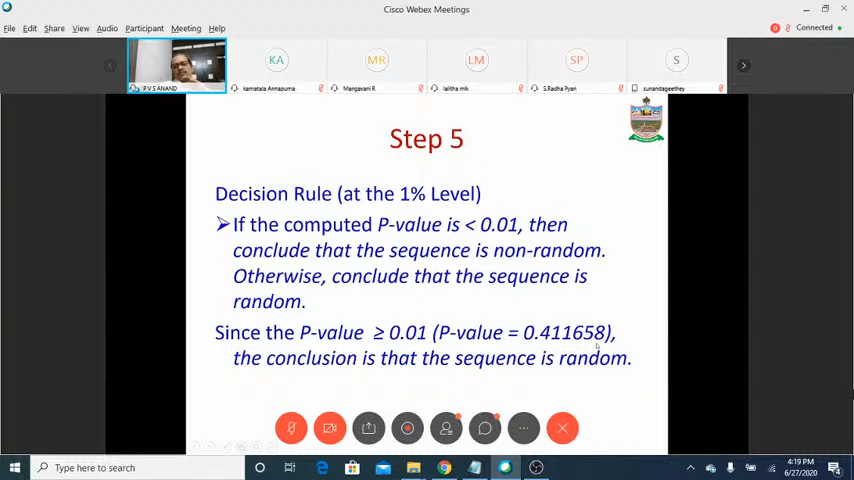 Cisco Webex Meetings
File Edit Share View Audio Participant Meeting Help
Connected
KA
MR
LM
SP
S
P V S ANAND
kamatala Annapurna
Mangavani R
lalitha mlk
S.Radha Pyari
sunandageethey
Step 5
Decision Rule (at the 1% Level)
If the computed P-value is < 0.01, then
conclude that the sequence is non-random.
Otherwise, conclude that the sequence is
random.
Since the P-value ≥ 0.01 (P-value = 0.411658),
the conclusion is that the sequence is random.
Type here to search
4:19 PM
6/27/2020
4